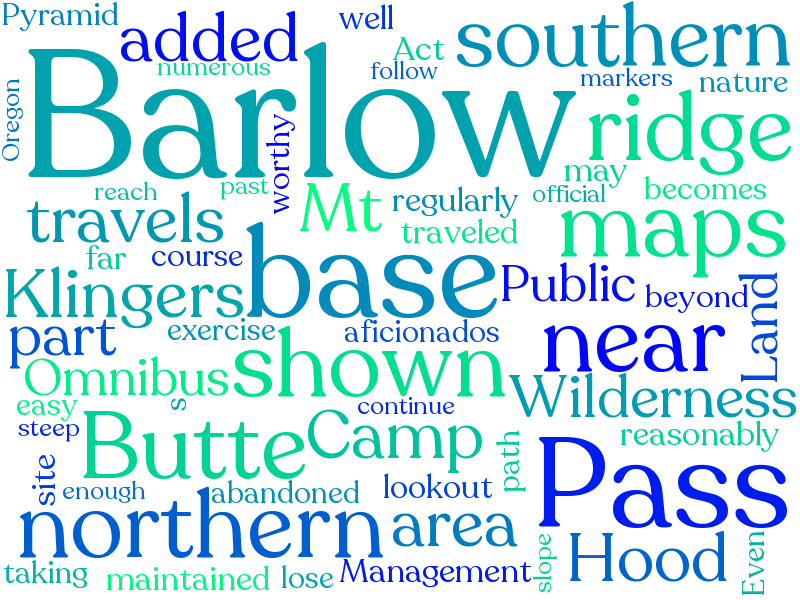 Pyramid
added
well
Act
southern
numerous
follow
markers
nature
Oregon
Barlow
worthy
ridge
may
reach
past
Mt
regularly
official
becomes
travels
traveled
maps
far
course
base
Klingers
Public
beyond
Land
part
exercise
aficionados
near
Omnibus
shown
Wilderness
easy
s
continue
steep
Butte
Camp
reasonably
site
enough
abandoned
lookout
path
Pass
northern
area
slope
Hood
Even
taking
maintained
lose
Management